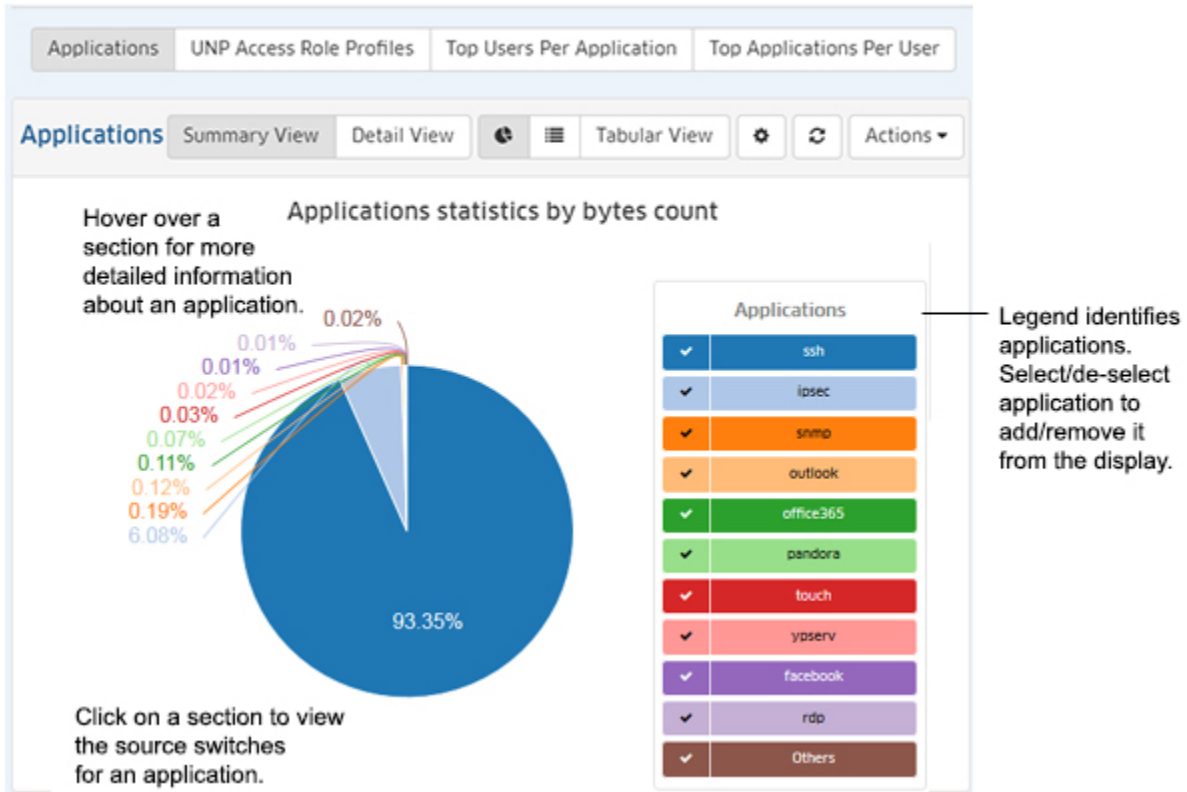 Applications UNP Access Role Profiles Top Users Per Application Top Applications Per User
Applications Summary View Detail View Tabular View Actions
Applications statistics by bytes count
Hover over a
section for more
detailed information
about an application.
0.02%
0.01%
0.01%
0.02%
0.03%
0.07%
0.11%
0.12%
0.19%
6.08%
93.35%
Click on a section to view
the source switches
for an application.
Applications
ssh
ipsec
snmp
outlook
office365
pandora
touch
ypserv
facebook
rdp
Others
Legend identifies
applications.
Select/de-select
application to
add/remove it
from the display.